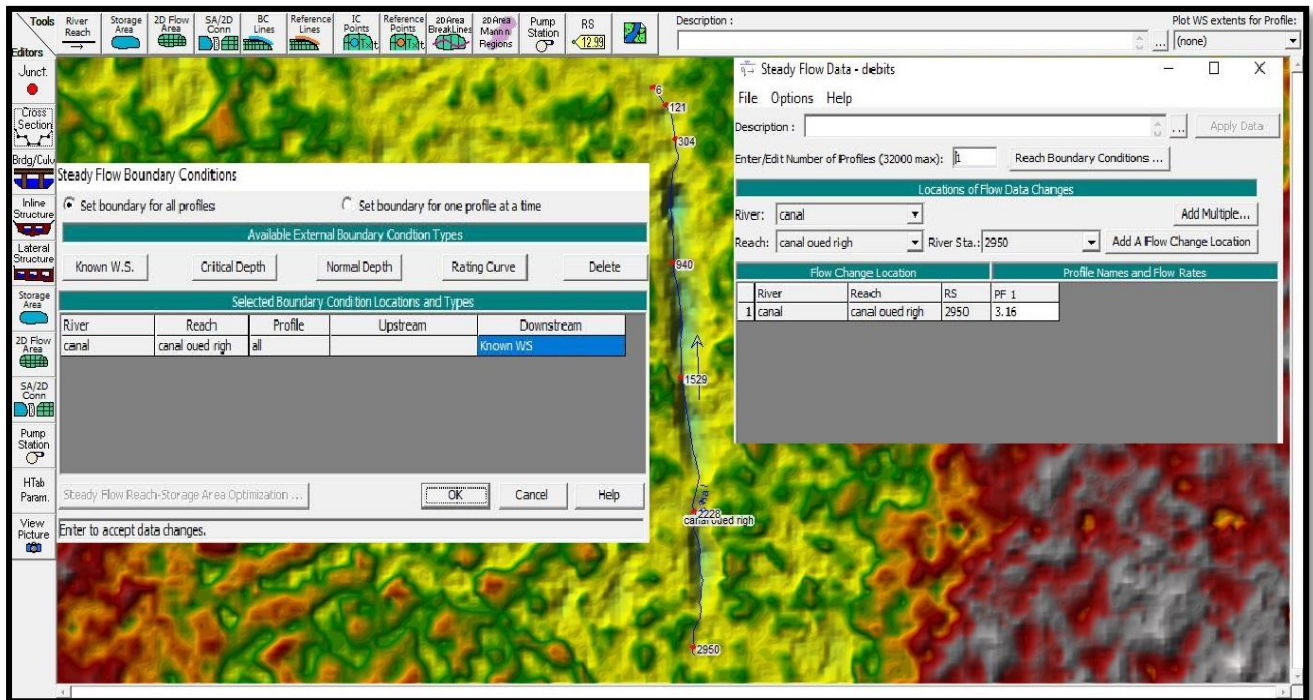 Tools
Editors
River Reach
Storage Area
2D Flow Area
SA/2D Conn
BC Lines
Reference Lines
IC Points
Reference Points
2D Area BreakLines
2D Area Mann n Regions
Pump Station
RS
12.99
Description :
...
Plot WS extents for Profile:
(none)
Junct.
Cross Section
Brdg/Culv
Inline Structure
Lateral Structure
Storage Area
2D Flow Area
SA/2D Conn
Pump Station
HTab Param.
View Picture
Steady Flow Boundary Conditions
Set boundary for all profiles
Set boundary for one profile at a time
Available External Boundary Condtion Types
Known W.S.
Critical Depth
Normal Depth
Rating Curve
Delete
Selected Boundary Condition Locations and Types
River Reach Profile Upstream Downstream
canal canal oued righ all Known WS
Steady Flow Reach-Storage Area Optimization ...
OK
Cancel
Help
Enter to accept data changes.
6
121
304
940
1529
2228
canal oued righ
2950
Steady Flow Data - debits
File Options Help
Description :
...
Apply Data
Enter/Edit Number of Profiles (32000 max): 1
Reach Boundary Conditions ...
Locations of Flow Data Changes
River: canal
Add Multiple...
Reach: canal oued righ River Sta.: 2950 Add A Flow Change Location
Flow Change Location Profile Names and Flow Rates
River Reach RS PF 1
1 canal canal oued righ 2950 3.16